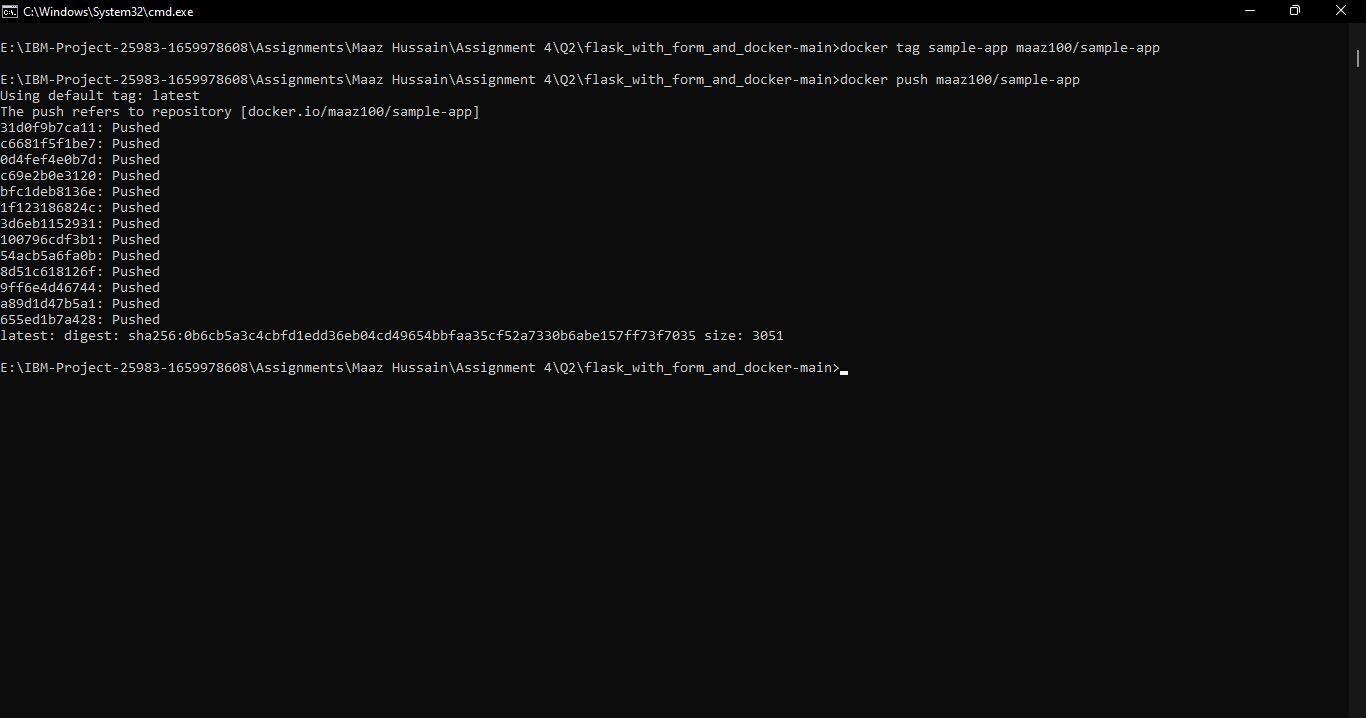 C:\Windows\System32\cmd.exe
E:\IBM-Project-25983-1659978608\Assignments\Maaz Hussain\Assignment 4\Q2\flask_with_form_and_docker-main>docker tag sample-app maaz100/sample-app
E:\IBM-Project-25983-1659978608\Assignments\Maaz Hussain\Assignment 4\Q2\flask_with_form_and_docker-main>docker push maaz100/sample-app
Using default tag: latest
The push refers to repository [docker.io/maaz100/sample-app]
31d0f9b7ca11: Pushed
c6681f5f1be7: Pushed
0d4fef4e0b7d: Pushed
c69e2b0e3120: Pushed
bfc1deb8136e: Pushed
1f123186824c: Pushed
3d6eb1152931: Pushed
100796cdf3b1: Pushed
54acb5a6fa0b: Pushed
8d51c618126f: Pushed
9ff6e4d46744: Pushed
a89d1d47b5a1: Pushed
655ed1b7a428: Pushed
latest: digest: sha256:0b6cb5a3c4cbfd1edd36eb04cd49654bbfaa35cf52a7330b6abe157ff73f7035 size: 3051
E:\IBM-Project-25983-1659978608\Assignments\Maaz Hussain\Assignment 4\Q2\flask_with_form_and_docker-main>